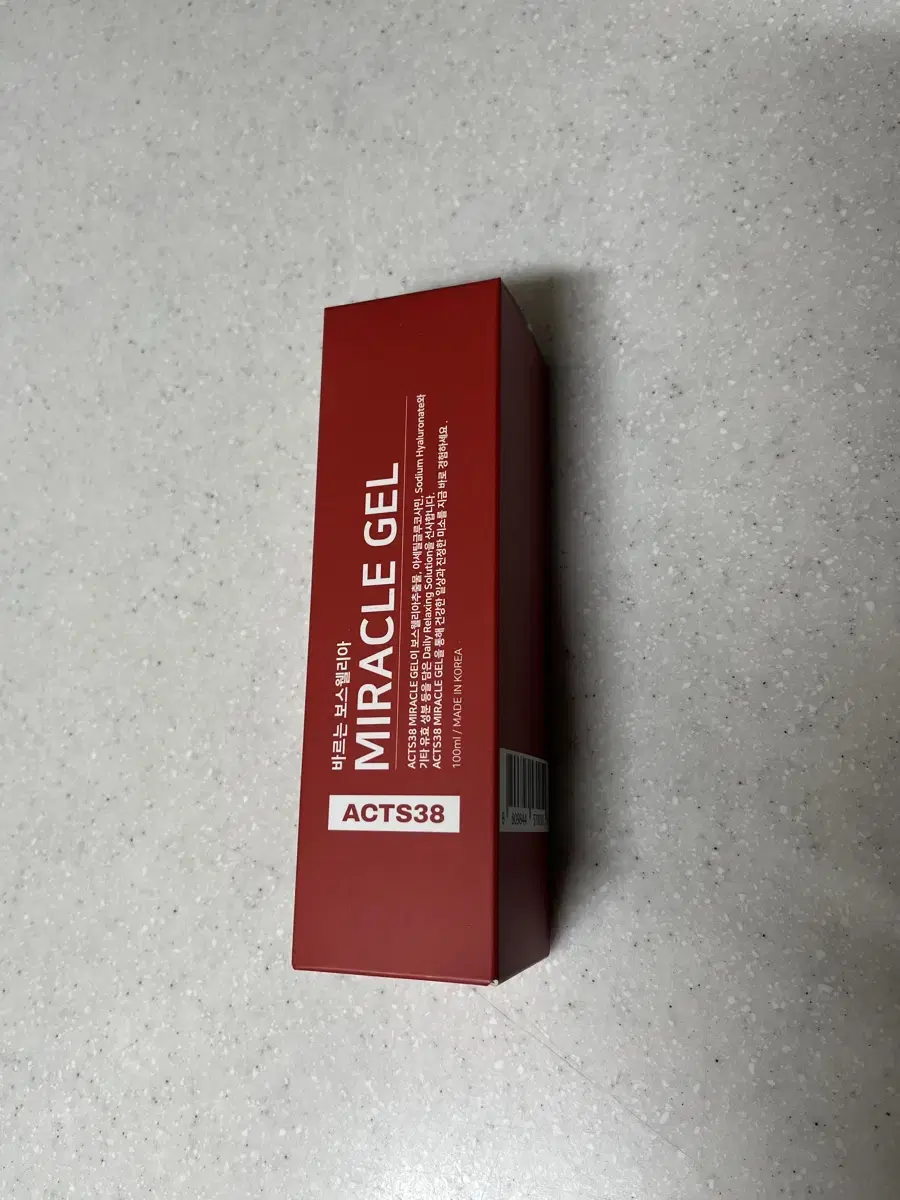 바르는 보스웰리아
MIRACLE GEL
ACTS38 MIRACLE GEL이 보스웰리아추출물, 아세틸글루코사민, Sodium Hyaluronate와
기타 유효 성분 등을 담은 Daily Relaxing Solution을 선사합니다.
ACTS38 MIRACLE GEL을 통해 건강한 일상과 진정한 미소를 지금 바로 경험하세요.
100ml / MADE IN KOREA
ACTS38
8 809844